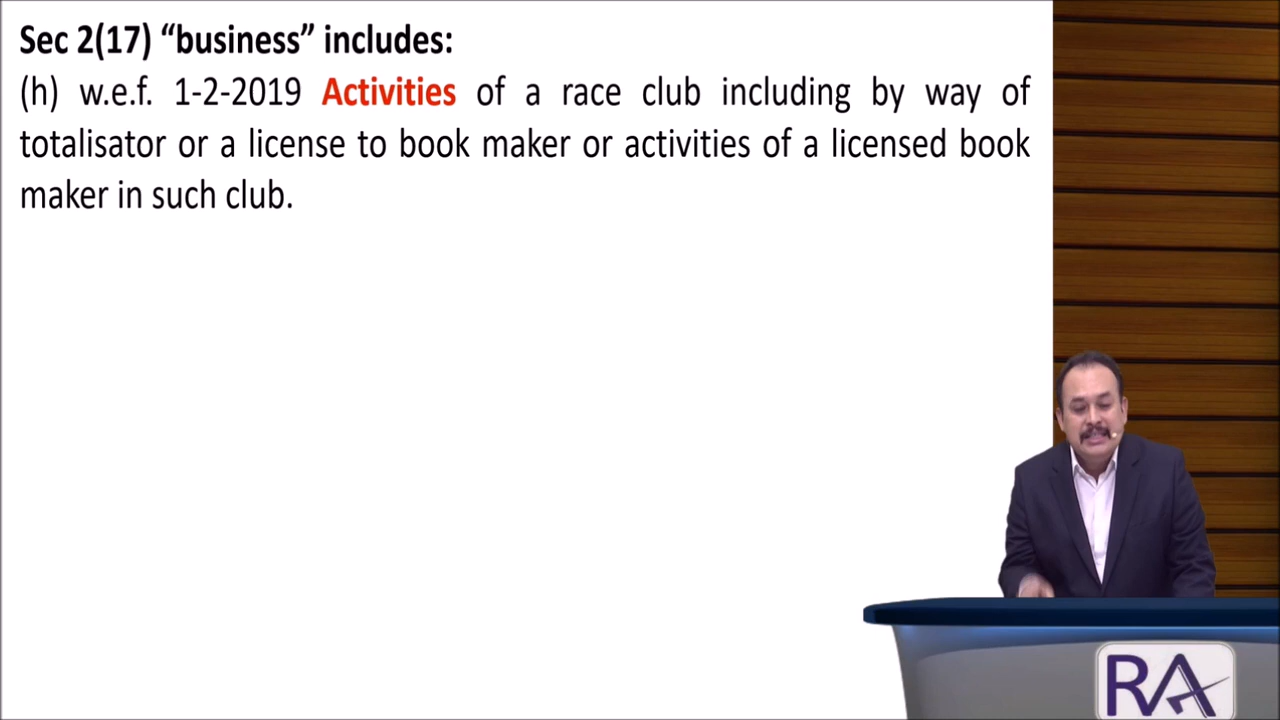 Sec 2(17) “business” includes:
(h) w.e.f. 1-2-2019 Activities of a race club including by way of
totalisator or a license to book maker or activities of a licensed book
maker in such club.
RA